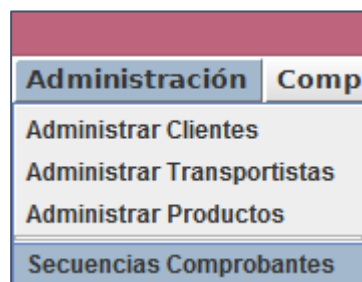 Administración Comp
Administrar Clientes
Administrar Transportistas
Administrar Productos
Secuencias Comprobantes